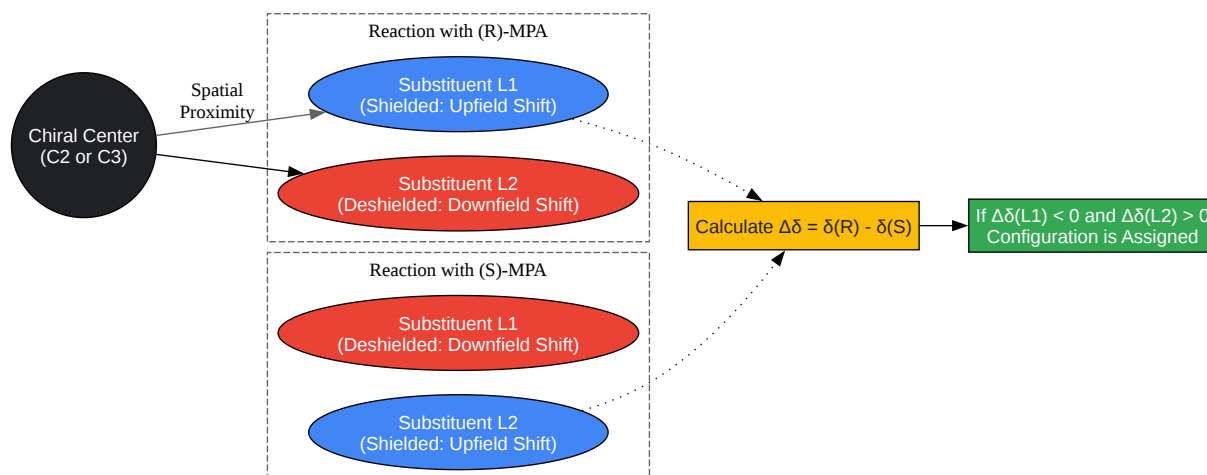 Reaction with (R)-MPA
Substituent L1
(Shielded: Upfield Shift)
Spatial
Proximity
Chiral Center
(C2 or C3)
Substituent L2
(Deshielded: Downfield Shift)
Calculate Δδ = δ(R) - δ(S)
If Δδ(L1) < 0 and Δδ(L2) > 0
Configuration is Assigned
Reaction with (S)-MPA
Substituent L1
(Deshielded: Downfield Shift)
Substituent L2
(Shielded: Upfield Shift)